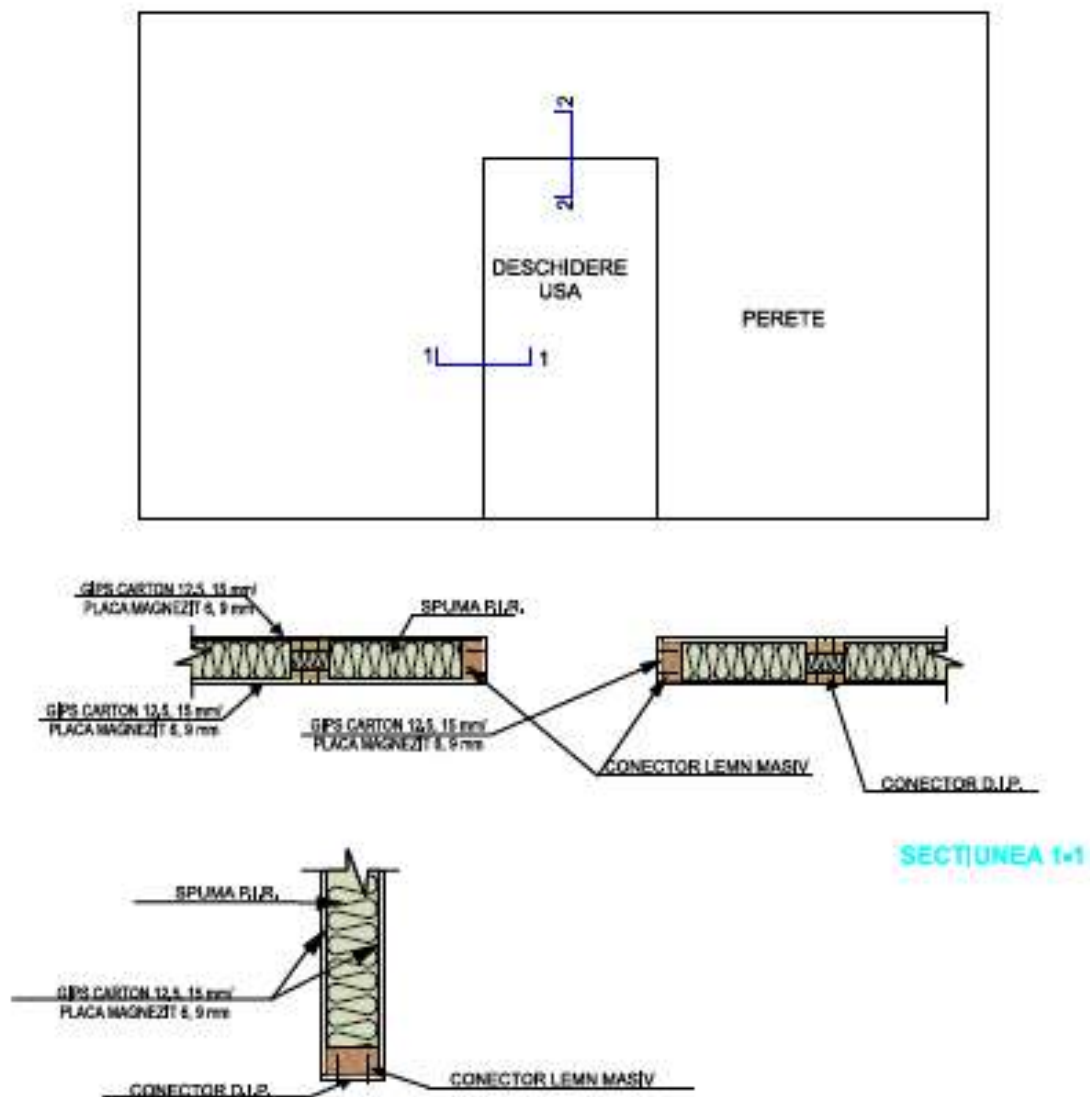 2
2
DESCHIDERE
USA
PERETE
1
1
GIPS CARTON 12,5, 15 mm/
PLACA MAGNEZIT 6, 9 mm
SPUMA P.I.R.
GIPS CARTON 12,5, 15 mm/
PLACA MAGNEZIT 6, 9 mm
GIPS CARTON 12,5, 15 mm/
PLACA MAGNEZIT 6, 9 mm
CONECTOR LEMN MASIV
CONECTOR D.I.P.
SECTIUNEA 1-1
SPUMA P.I.R.
GIPS CARTON 12,5, 15 mm/
PLACA MAGNEZIT 6, 9 mm
CONECTOR D.I.P.
CONECTOR LEMN MASIV